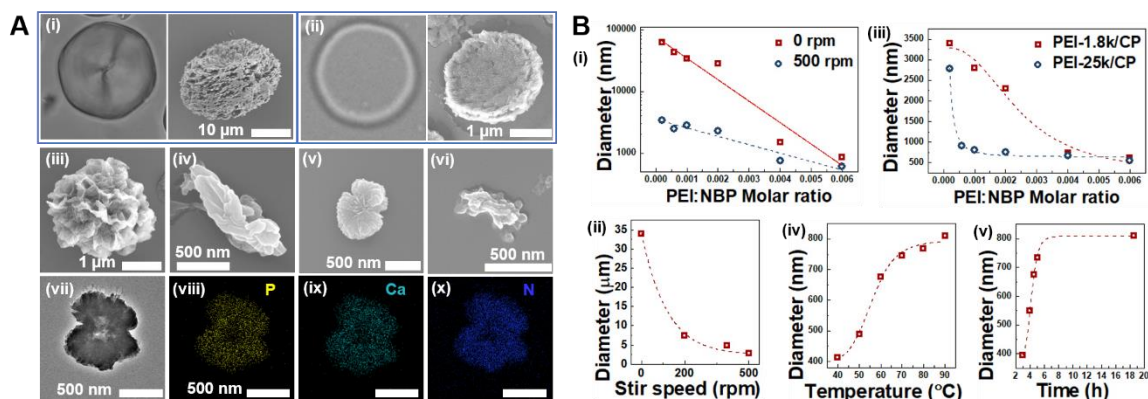 A
(i)
10 µm
(ii)
1 µm
(iii)
1 µm
(iv)
500 nm
(v)
(vi)
500 nm
(vii)
500 nm
(viii)
P
(ix)
Ca
(x)
N
B
(i)
Diameter (nm)
100000
10000
1000
0 rpm
500 rpm
0.000 0.001 0.002 0.003 0.004 0.005 0.006
PEI:NBP Molar ratio
(iii)
Diameter (nm)
3500
3000
2500
2000
1500
1000
500
PEI-1.8k/CP
PEI-25k/CP
0.000 0.001 0.002 0.003 0.004 0.005 0.006
PEI:NBP Molar ratio
(ii)
Diameter (µm)
35
30
25
20
15
10
5
0
0 200 400 500
Stir speed (rpm)
(iv)
Diameter (nm)
800
700
600
500
400
40 50 60 70 80 90
Temperature (°C)
(v)
Diameter (nm)
800
700
600
500
400
2 4 6 8 10 12 14 16 18 20
Time (h)